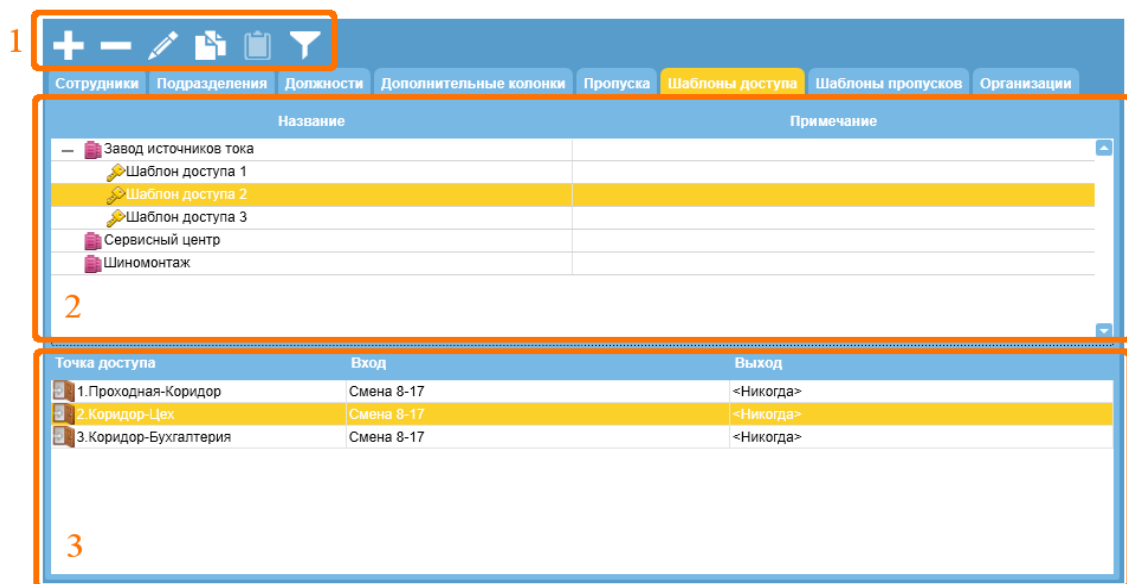 1
Сотрудники Подразделения Должности Дополнительные колонки Пропуска Шаблоны доступа Шаблоны пропусков Организации
Название Примечание
Завод источников тока
Шаблон доступа 1
Шаблон доступа 2
Шаблон доступа 3
Сервисный центр
Шиномонтаж
2
Точка доступа Вход Выход
1.Проходная-Коридор Смена 8-17 <Никогда>
2.Коридор-Цех Смена 8-17 <Никогда>
3.Коридор-Бухгалтерия Смена 8-17 <Никогда>
3